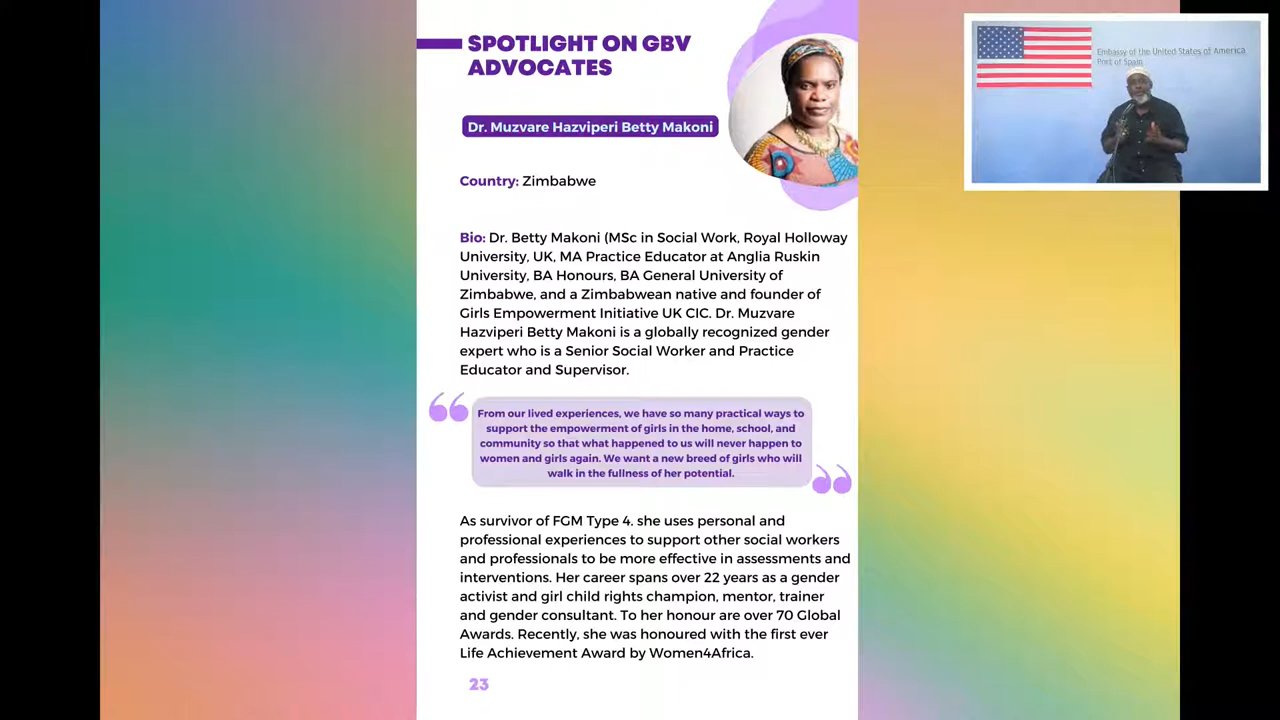 SPOTLIGHT ON GBV
ADVOCATES
Dr. Muzvare Hazviperi Betty Makoni
Country: Zimbabwe
Bio: Dr. Betty Makoni (MSc in Social Work, Royal Holloway
University, UK, MA Practice Educator at Anglia Ruskin
University, BA Honours, BA General University of
Zimbabwe, and a Zimbabwean native and founder of
Girls Empowerment Initiative UK CIC. Dr. Muzvare
Hazviperi Betty Makoni is a globally recognized gender
expert who is a Senior Social Worker and Practice
Educator and Supervisor.
“
From our lived experiences, we have so many practical ways to
support the empowerment of girls in the home, school, and
community so that what happened to us will never happen to
women and girls again. We want a new breed of girls who will
walk in the fullness of her potential.
”
As survivor of FGM Type 4. she uses personal and
professional experiences to support other social workers
and professionals to be more effective in assessments and
interventions. Her career spans over 22 years as a gender
activist and girl child rights champion, mentor, trainer
and gender consultant. To her honour are over 70 Global
Awards. Recently, she was honoured with the first ever
Life Achievement Award by Women4Africa.
23
Embassy of the United States of America
Port of Spain